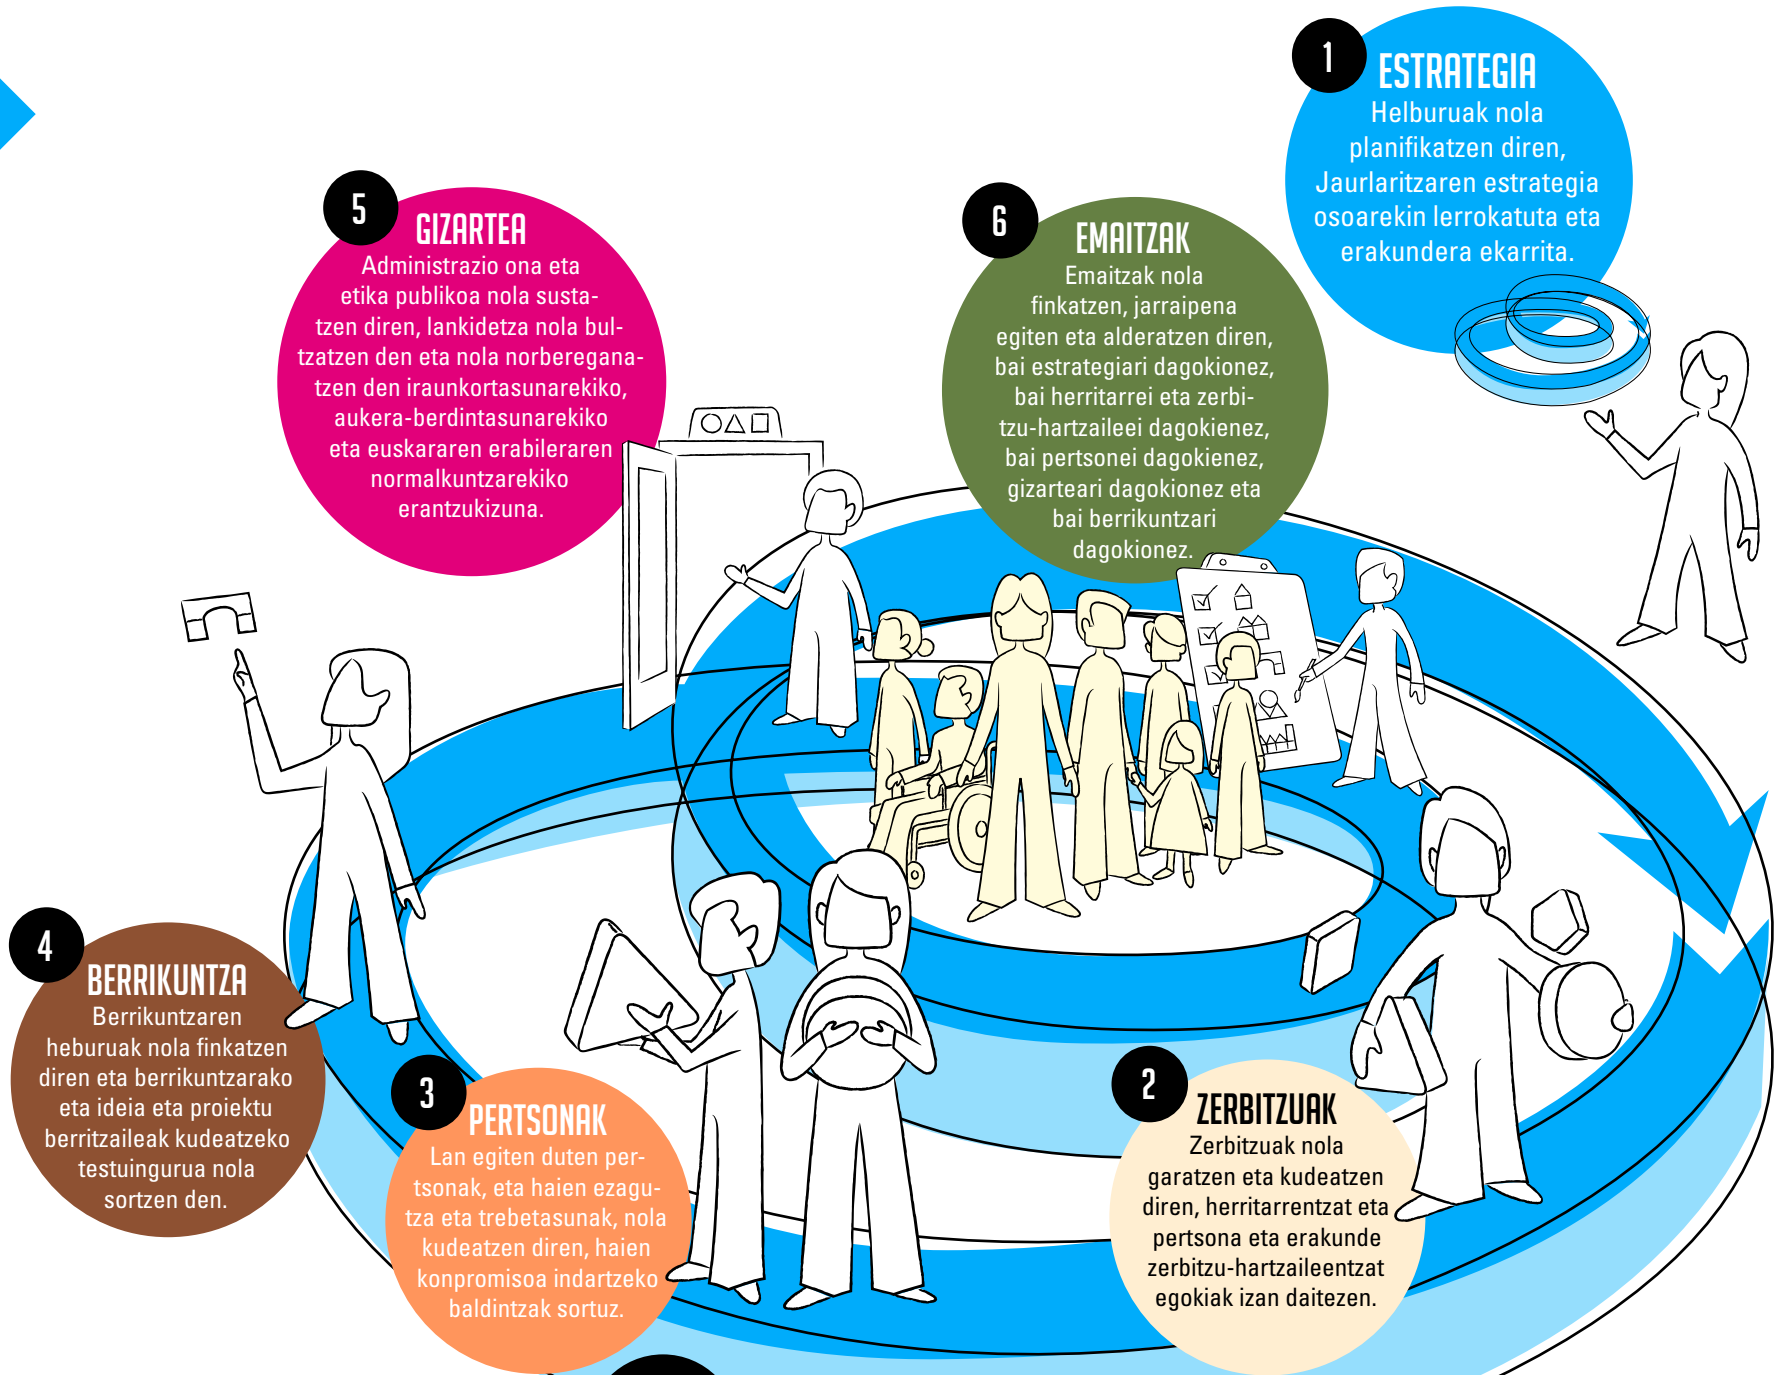 1
ESTRATEGIA
Helburuak nola
planifikatzen diren,
Jaurlaritzaren estrategia
osoarekin lerrokatuta eta
erakundera ekarrita.
5
GIZARTEA
Administrazio ona eta
etika publikoa nola susta-
tzen diren, lankidetza nola bul-
tzatzen den eta nola norberegana-
tzen den iraunkortasunarekiko,
aukera-berdintasunarekiko
eta euskararen erabileraren
normalkuntzarekiko
erantzukizuna.
6
EMAITZAK
Emaitzak nola
finkatzen, jarraipena
egiten eta alderatzen diren,
bai estrategiari dagokionez,
bai herritarrei eta zerbi-
tzu-hartzaileei dagokienez,
bai pertsonei dagokienez,
gizarteari dagokionez eta
bai berrikuntzari
dagokionez.
4
BERRIKUNTZA
Berrikuntzaren
heburuak nola finkatzen
diren eta berrikuntzarako
eta ideia eta proiektu
berritzaileak kudeatzeko
testuingurua nola
sortzen den.
3
PERTSONAK
Lan egiten duten per-
tsonak, eta haien ezagu-
tza eta trebetasunak, nola
kudeatzen diren, haien
konpromisoa indartzeko
baldintzak sortuz.
2
ZERBITZUAK
Zerbitzuak nola
garatzen eta kudeatzen
diren, herritarrentzat eta
pertsona eta erakunde
zerbitzu-hartzaileentzat
egokiak izan daitezen.